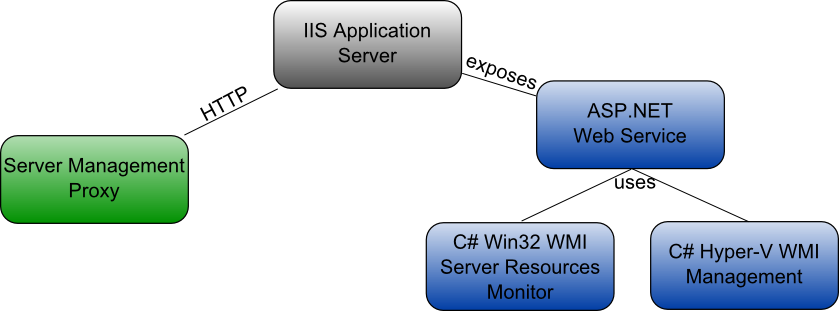 IIS Application
Server
exposes
HTTP
ASP.NET
Web Service
Server Management
Proxy
uses
C# Win32 WMI
Server Resources
Monitor
C# Hyper-V WMI
Management